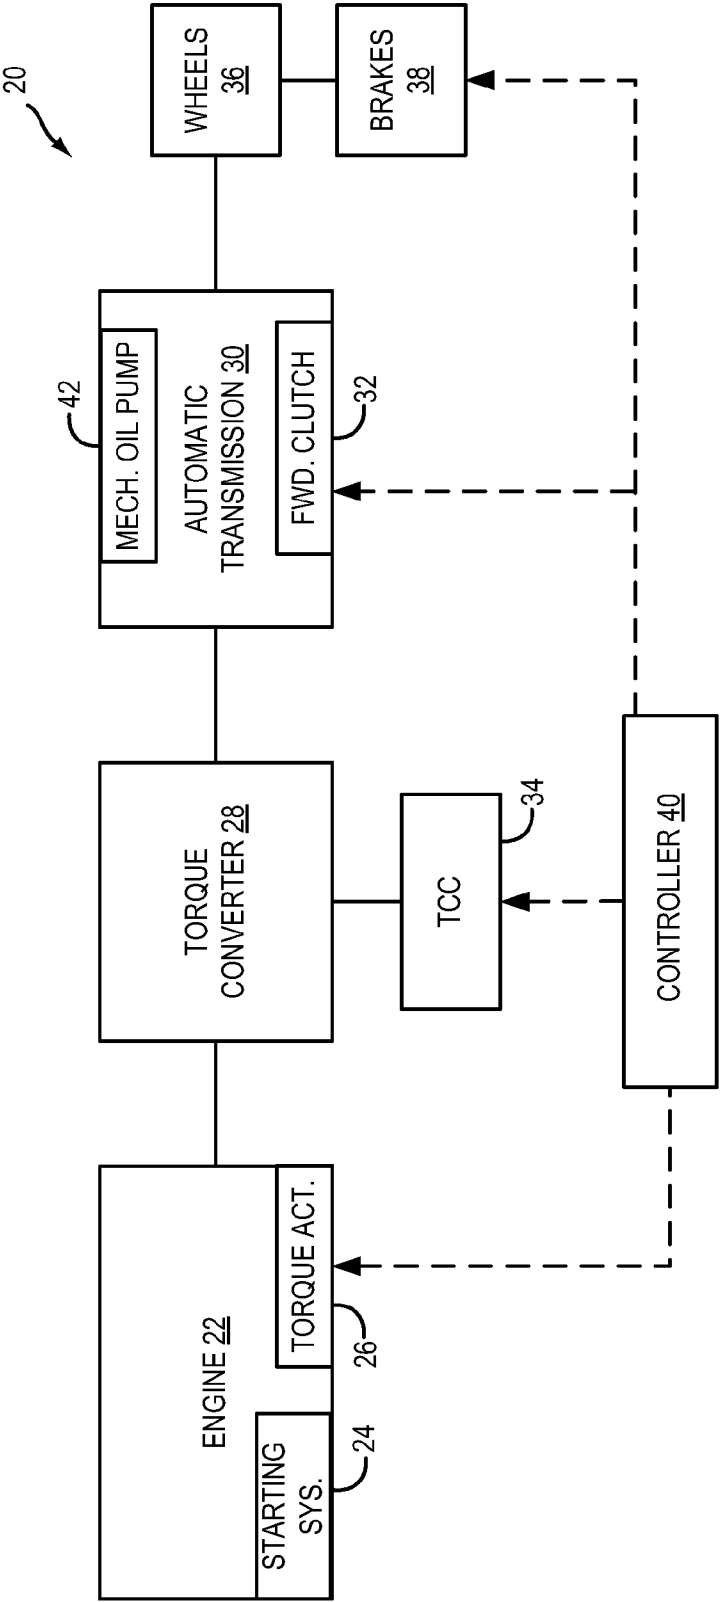 20
ENGINE 22
STARTING
SYS.
24
TORQUE ACT.
26
TORQUE
CONVERTER 28
TCC
34
MECH. OIL PUMP
42
AUTOMATIC
TRANSMISSION 30
FWD. CLUTCH
32
WHEELS
36
BRAKES
38
CONTROLLER 40